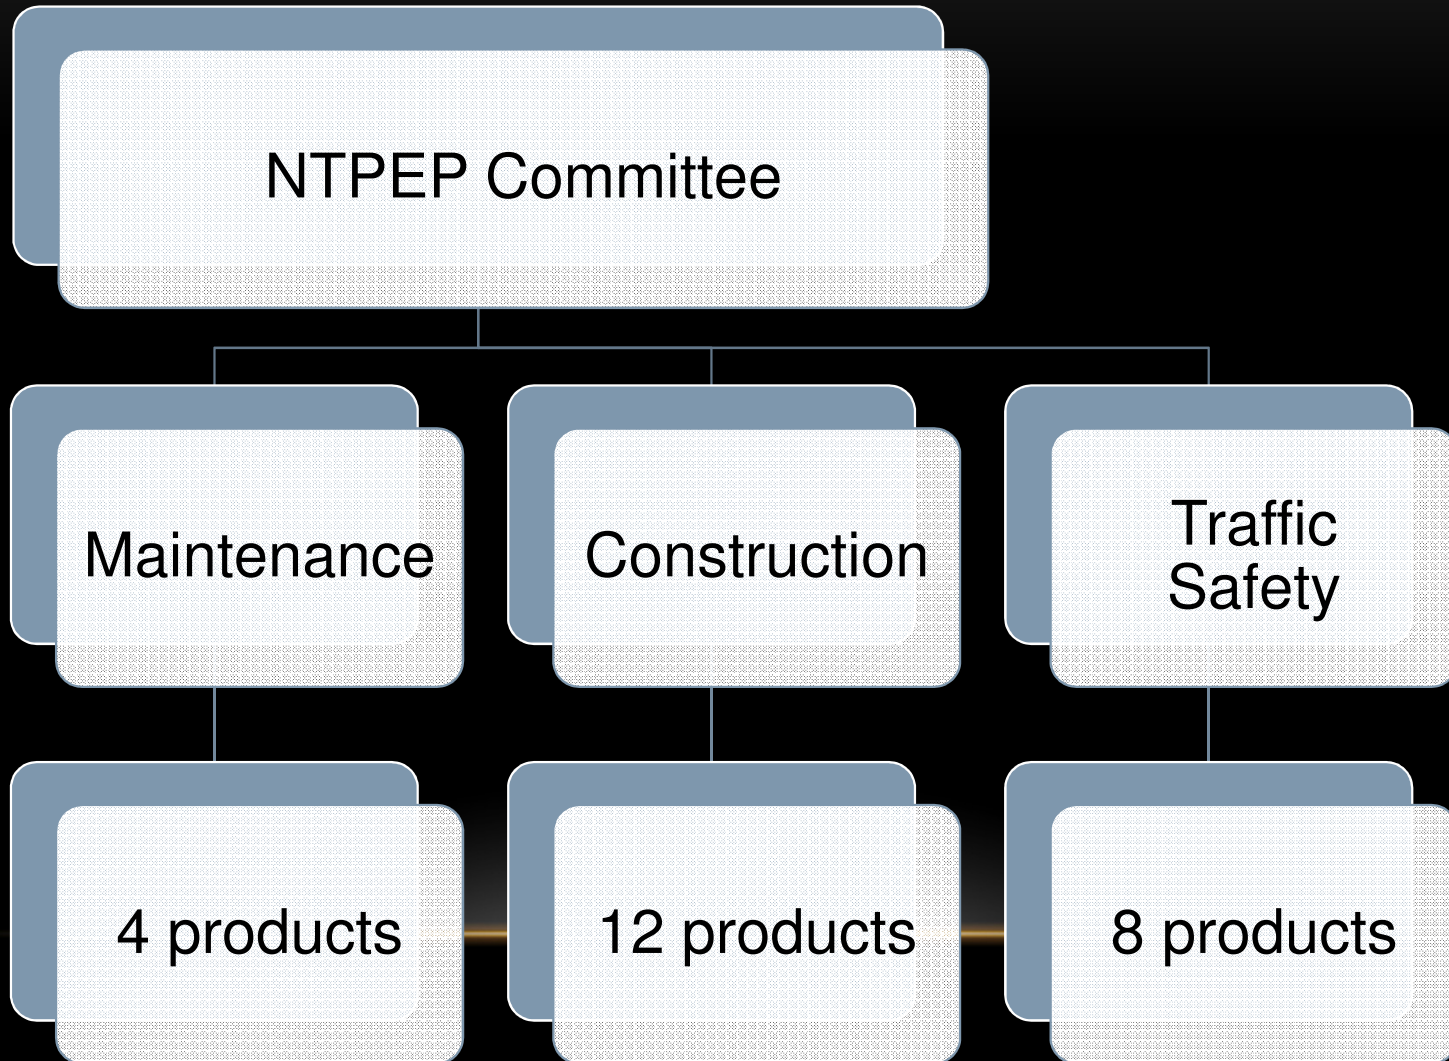 NTPEP Committee
Maintenance
Construction
Traffic
Safety
4 products
12 products
8 products